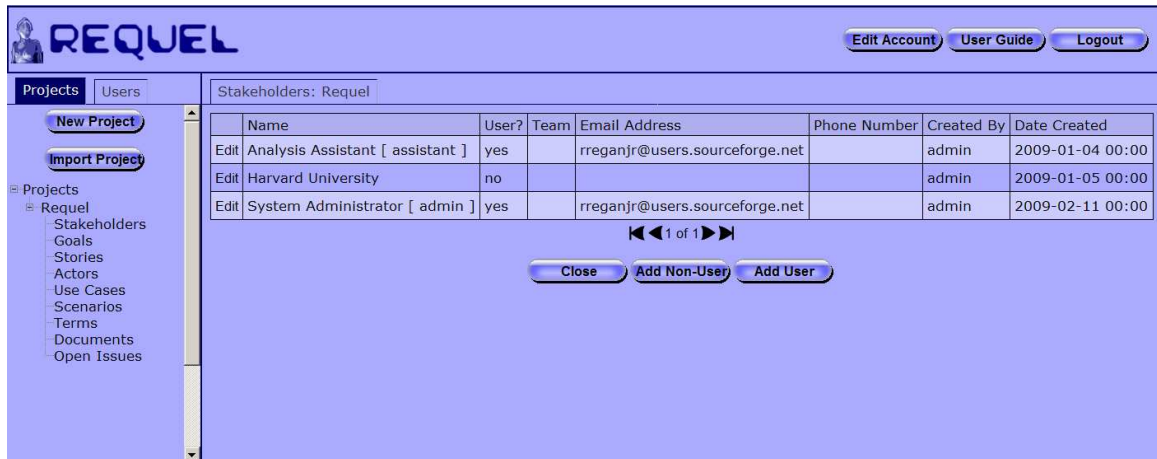 REQUEL
Edit Account User Guide Logout
Projects Users
New Project
Import Project
Projects
Requel
Stakeholders
Goals
Stories
Actors
Use Cases
Scenarios
Terms
Documents
Open Issues
Stakeholders: Requel
Name User? Team Email Address Phone Number Created By Date Created
Edit Analysis Assistant [ assistant ] yes rreganjr@users.sourceforge.net admin 2009-01-04 00:00
Edit Harvard University no admin 2009-01-05 00:00
Edit System Administrator [ admin ] yes rreganjr@users.sourceforge.net admin 2009-02-11 00:00
1 of 1
Close Add Non-User Add User